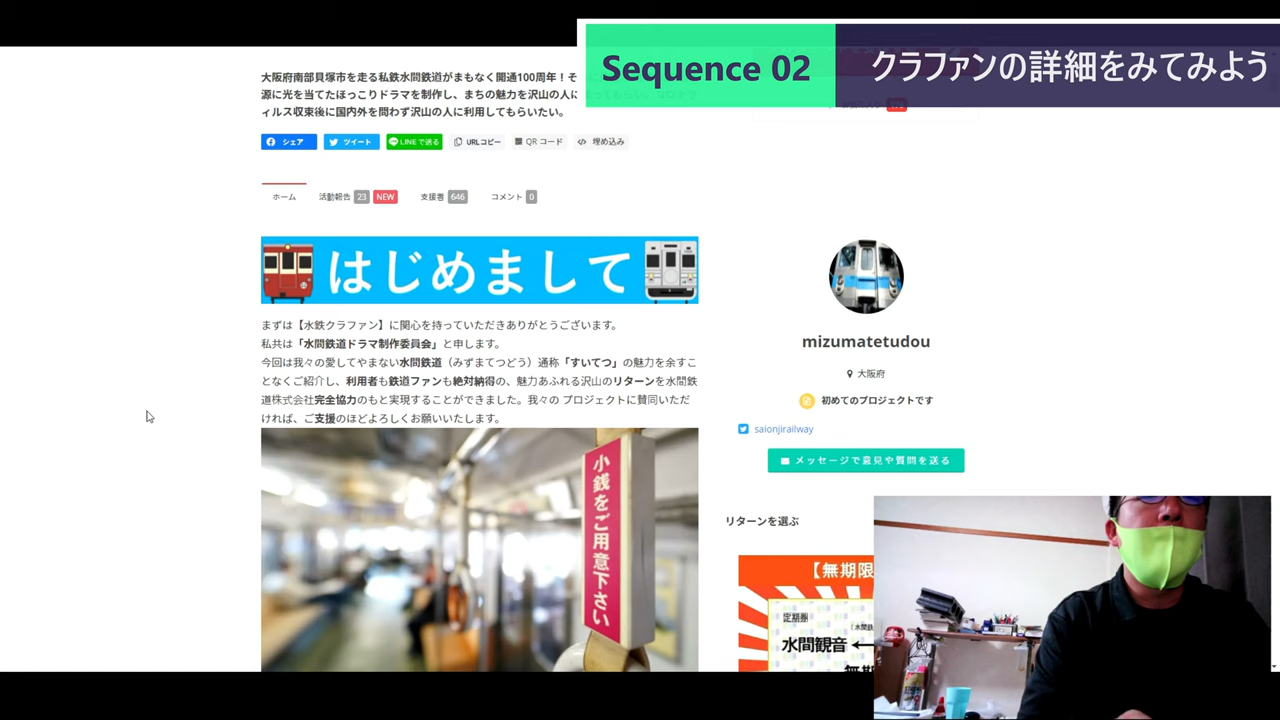 Sequence 02
クラファンの詳細をみてみよう
大阪府南部貝塚市を走る私鉄水間鉄道がまもなく開通100周年！そ
源に光を当てたほっこりドラマを制作し、まちの魅力を沢山の人に
ィルス収束後に国内外を問わず沢山の人に利用してもらいたい。
シェア ツイート LINEで送る URLコピー QRコード 埋め込み
ホーム 活動報告 23 NEW 支援者 646 コメント 0
はじめまして
まずは【水鉄クラファン】に関心を持っていただきありがとうございます。
私共は「水間鉄道ドラマ制作委員会」と申します。
今回は我々の愛してやまない水間鉄道（みずまてつどう）通称「すいてつ」の魅力を余すこ
となくご紹介し、利用者も鉄道ファンも絶対納得の、魅力あふれる沢山のリターンを水間鉄
道株式会社完全協力のもと実現することができました。我々の プロジェクトに賛同いただ
ければ、ご支援のほどよろしくお願いいたします。
小銭をご用意下さい
mizumatetudou
大阪府
初めてのプロジェクトです
saionjirailway
メッセージで意見や質問を送る
リターンを選ぶ
【無期限
定期券
水間観音